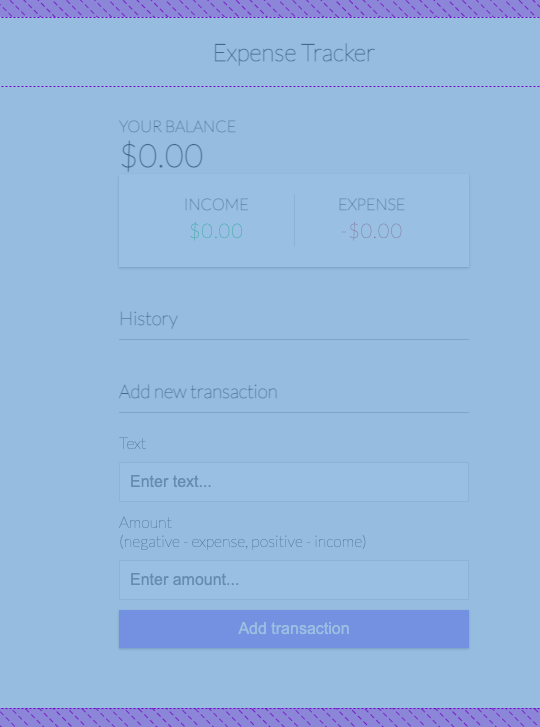 Expense Tracker
YOUR BALANCE
$0.00
INCOME
EXPENSE
$0.00
-$0.00
History
Add new transaction
Text
Enter text...
Amount
(negative - expense, positive - income)
Enter amount...
Add transaction